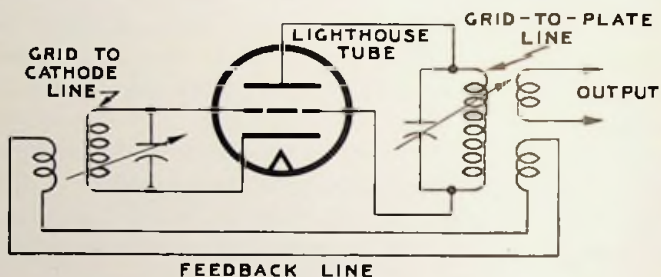 GRID TO
CATHODE
LINE
LIGHTHOUSE
TUBE
GRID-TO-PLATE
LINE
OUTPUT
FEEDBACK LINE